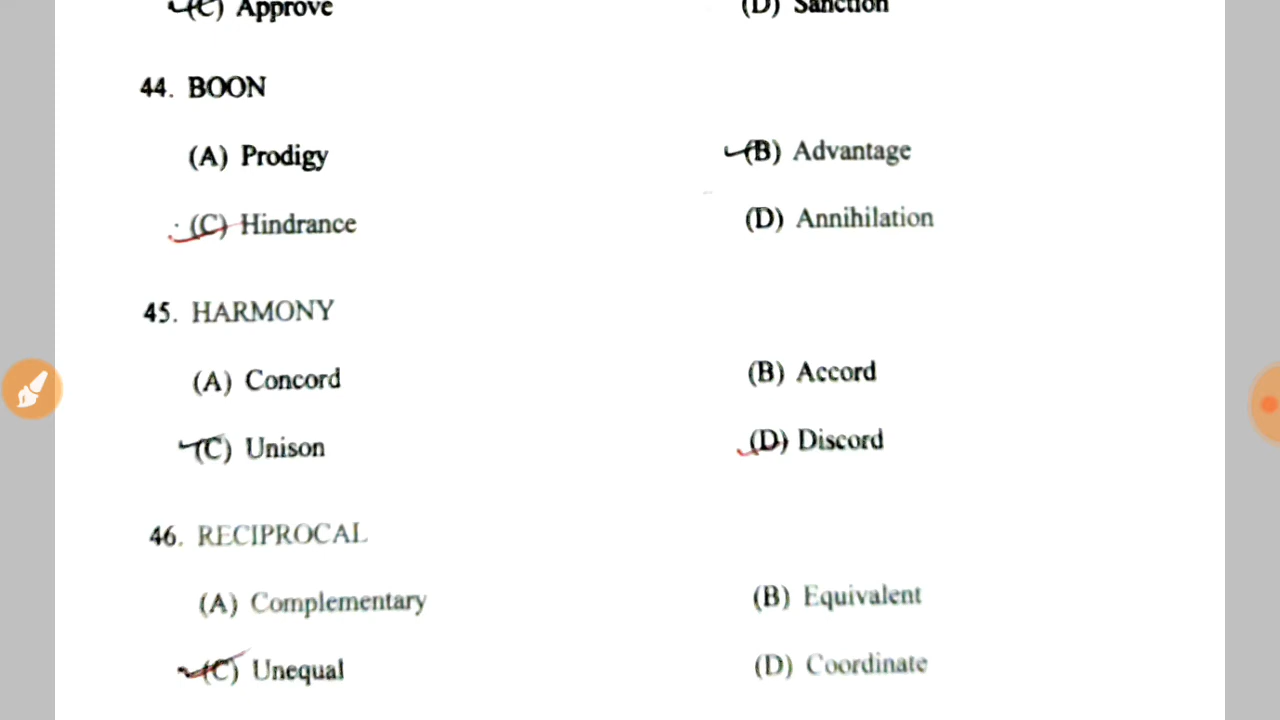 (C) Approve (D) Sanction
44. BOON
(A) Prodigy (B) Advantage
(C) Hindrance (D) Annihilation
45. HARMONY
(A) Concord (B) Accord
(C) Unison (D) Discord
46. RECIPROCAL
(A) Complementary (B) Equivalent
(C) Unequal (D) Coordinate